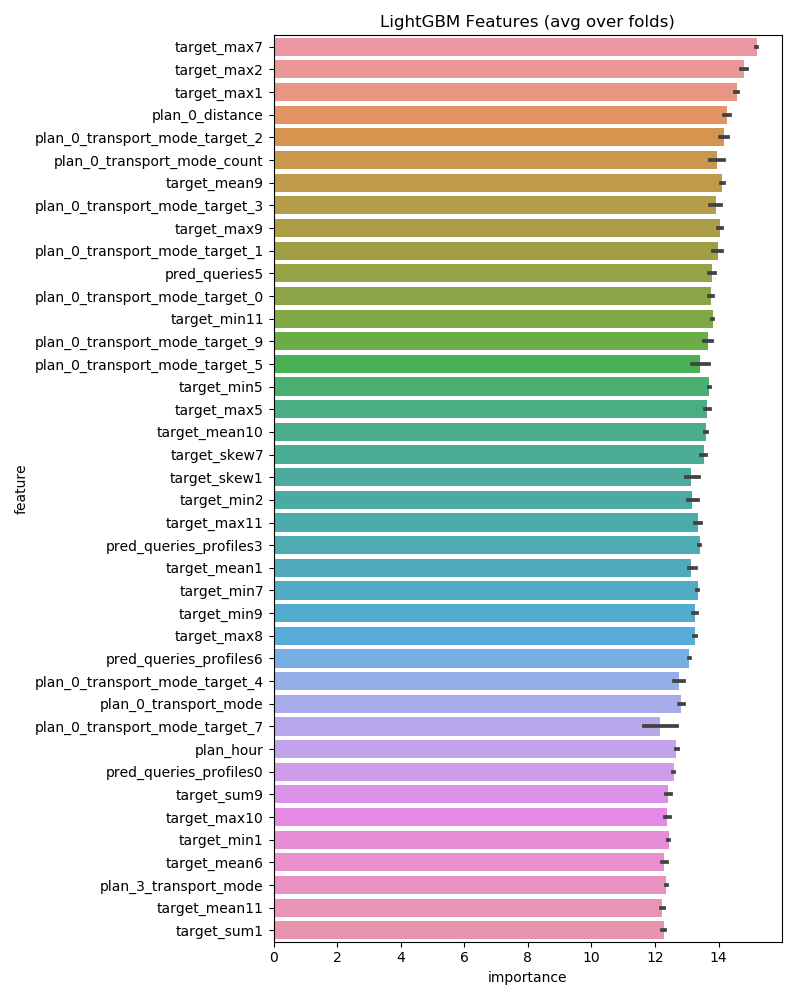 LightGBM Features (avg over folds)
target_max7
target_max2
target_max1
plan_0_distance
plan_0_transport_mode_target_2
plan_0_transport_mode_count
target_mean9
plan_0_transport_mode_target_3
target_max9
plan_0_transport_mode_target_1
pred_queries5
plan_0_transport_mode_target_0
target_min11
plan_0_transport_mode_target_9
plan_0_transport_mode_target_5
target_min5
target_max5
target_mean10
target_skew7
target_skew1
target_min2
target_max11
pred_queries_profiles3
target_mean1
target_min7
target_min9
target_max8
pred_queries_profiles6
plan_0_transport_mode_target_4
plan_0_transport_mode
plan_0_transport_mode_target_7
plan_hour
pred_queries_profiles0
target_sum9
target_max10
target_min1
target_mean6
plan_3_transport_mode
target_mean11
target_sum1
feature
0 2 4 6 8 10 12 14
importance